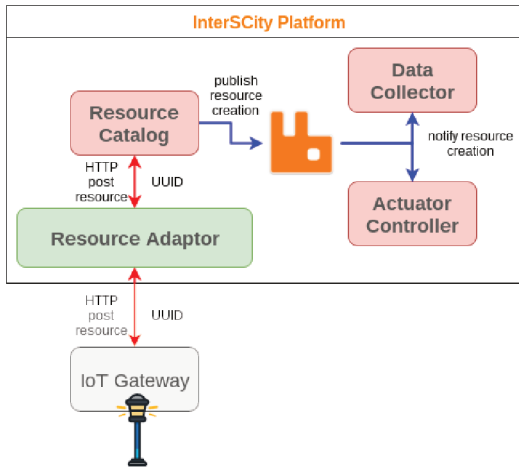 InterSCity Platform
publish
resource
creation
Data
Collector
Resource
Catalog
notify resource
creation
HTTP
post
resource
UUID
Actuator
Controller
Resource Adaptor
HTTP
post
resource
UUID
IoT Gateway